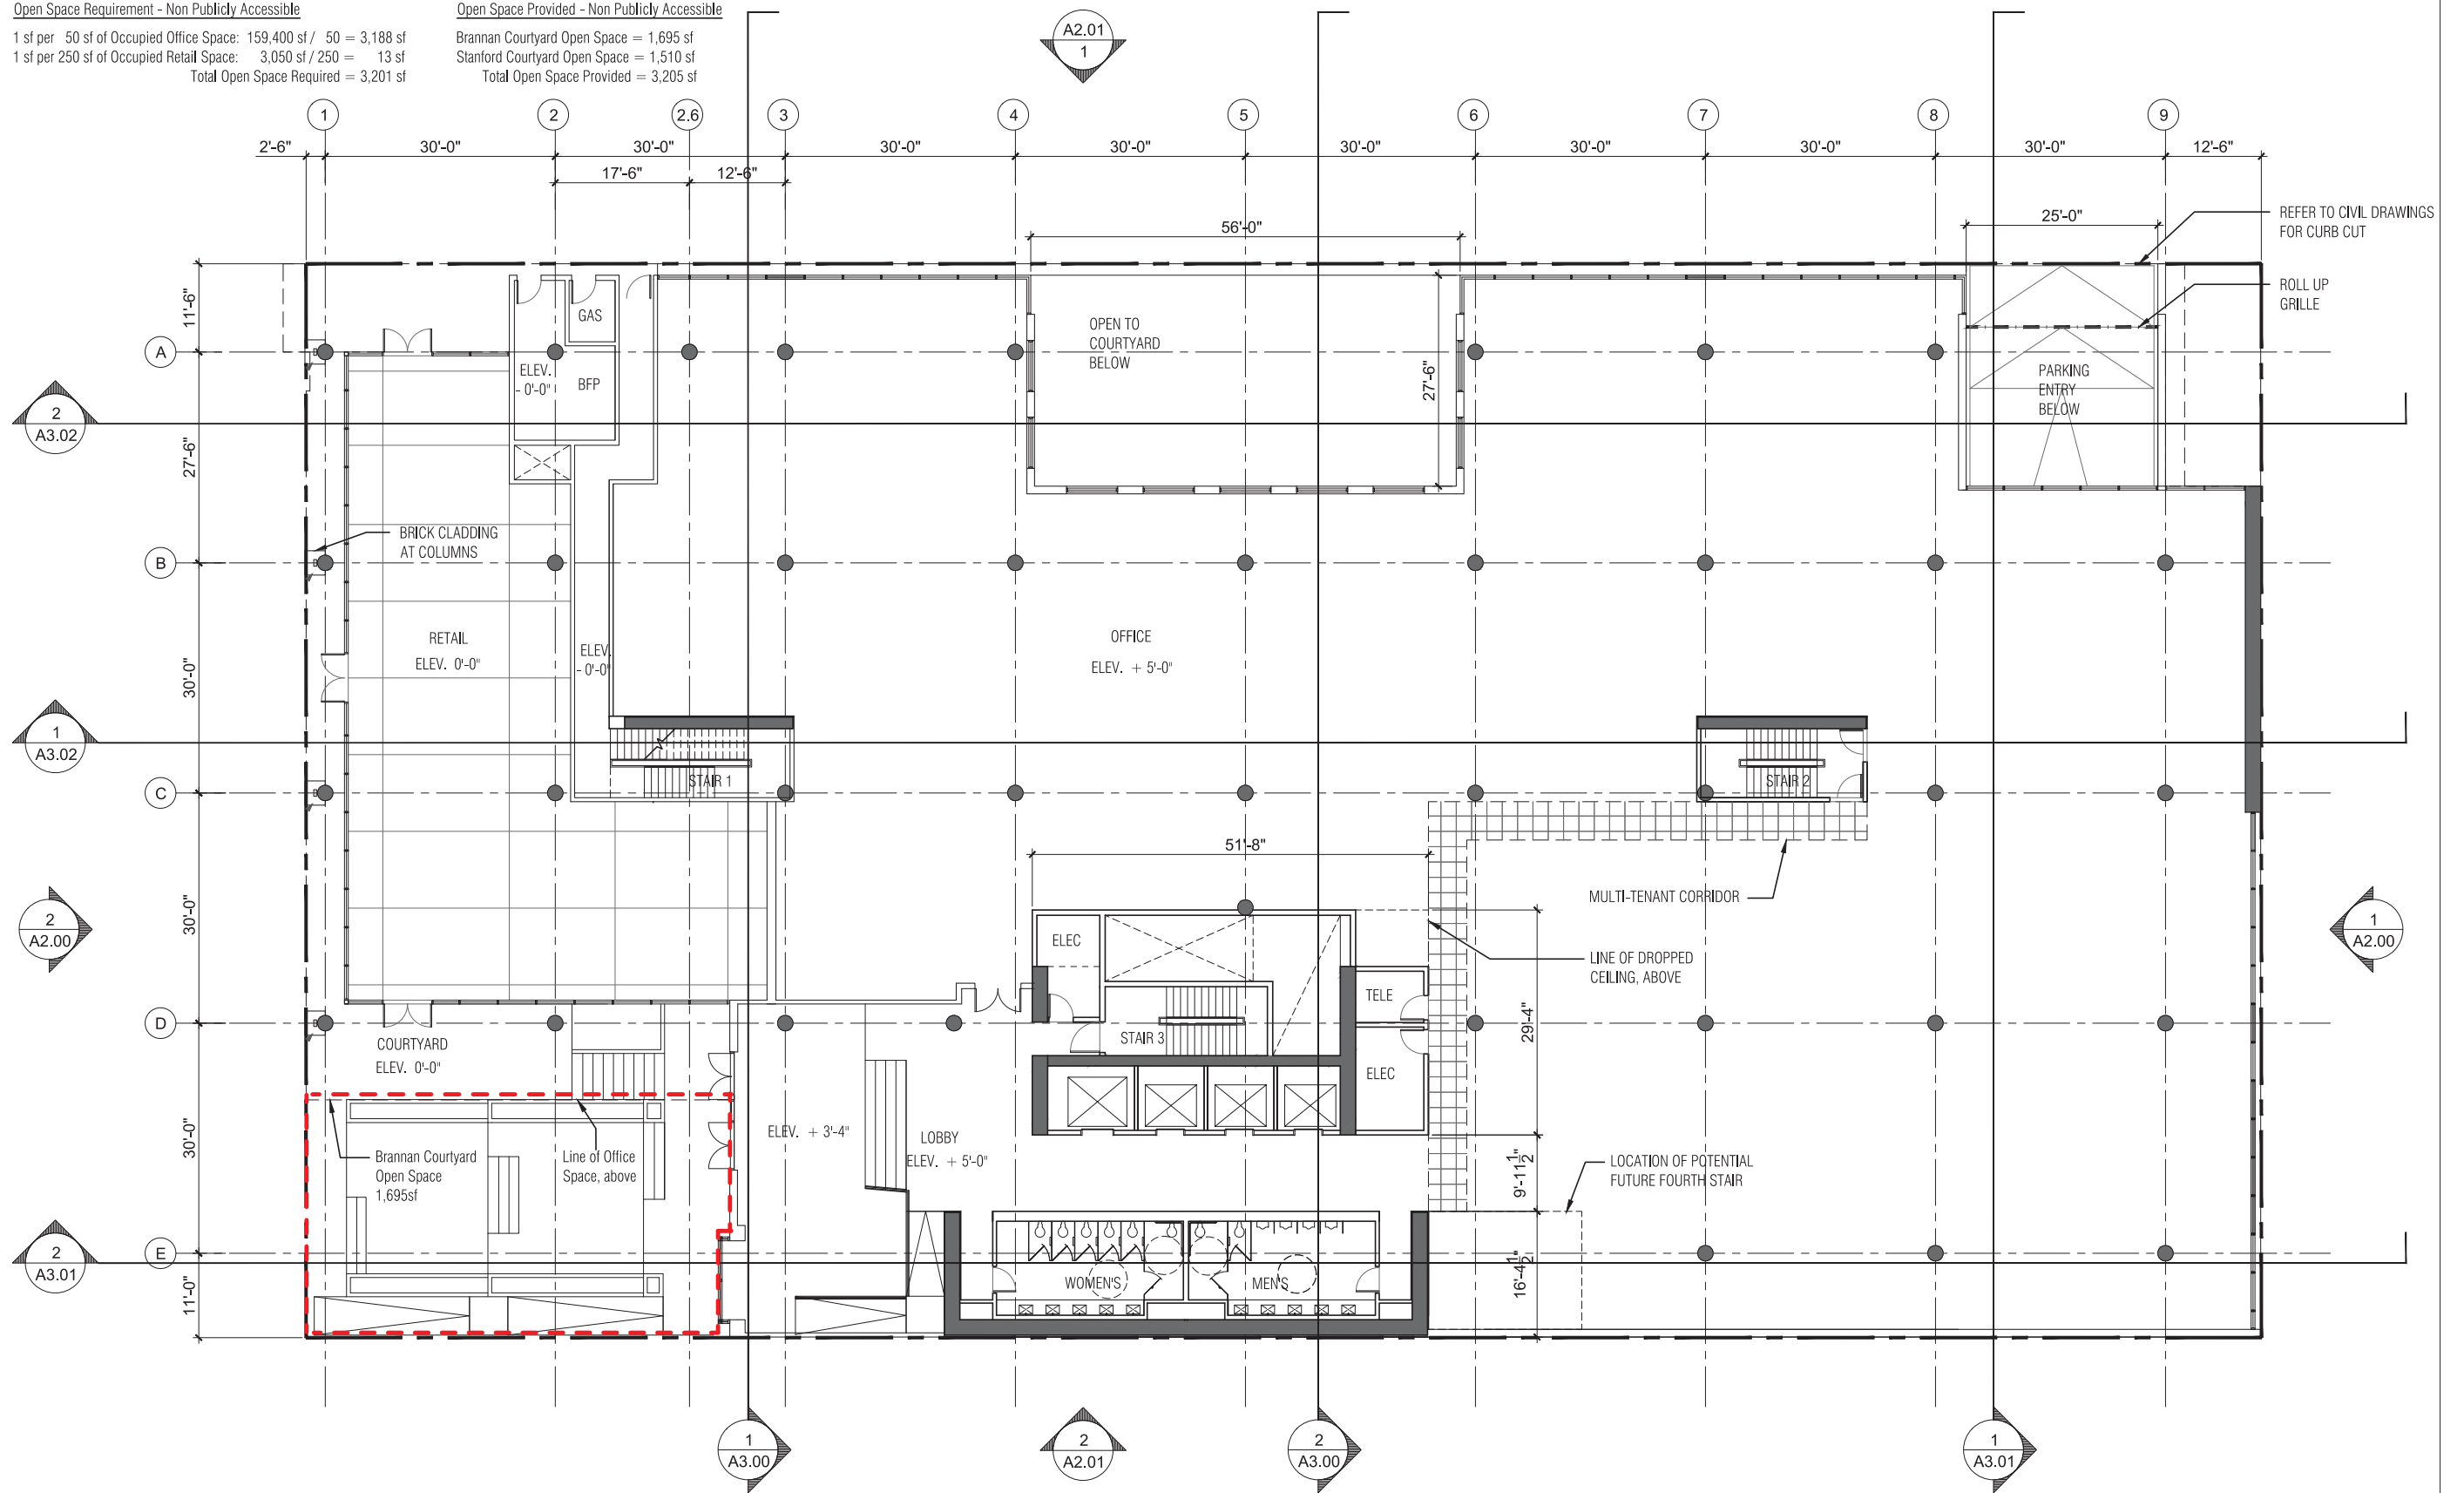 Open Space Requirement - Non Publicly Accessible
1 sf per 50 sf of Occupied Office Space: 159,400 sf / 50 = 3,188 sf
1 sf per 250 sf of Occupied Retail Space: 3,050 sf / 250 = 13 sf
Total Open Space Required = 3,201 sf
Open Space Provided - Non Publicly Accessible
Brannan Courtyard Open Space = 1,695 sf
Stanford Courtyard Open Space = 1,510 sf
Total Open Space Provided = 3,205 sf
A2.01
1
1
2
2.6
3
4
5
6
7
8
9
2'-6"
30'-0"
30'-0"
30'-0"
30'-0"
30'-0"
30'-0"
30'-0"
30'-0"
12'-6"
17'-6"
12'-6"
56'-0"
25'-0"
REFER TO CIVIL DRAWINGS
FOR CURB CUT
ROLL UP
GRILLE
11'-6"
GAS
OPEN TO
COURTYARD
BELOW
A
ELEV.
- 0'-0"
BFP
27'-6"
PARKING
ENTRY
BELOW
2
A3.02
27'-6"
BRICK CLADDING
AT COLUMNS
B
RETAIL
ELEV. 0'-0"
ELEV.
- 0'-0"
OFFICE
ELEV. + 5'-0"
30'-0"
1
A3.02
STAIR 1
STAIR 2
C
51'-8"
MULTI-TENANT CORRIDOR
30'-0"
2
A2.00
1
A2.00
ELEC
LINE OF DROPPED
CEILING, ABOVE
TELE
D
STAIR 3
29'-4"
COURTYARD
ELEV. 0'-0"
ELEC
30'-0"
ELEV. + 3'-4"
LOBBY
ELEV. + 5'-0"
Brannan Courtyard
Open Space
1,695sf
Line of Office
Space, above
9'-11 1/2"
LOCATION OF POTENTIAL
FUTURE FOURTH STAIR
2
A3.01
E
WOMEN'S
MEN'S
16'-4 1/2"
11'-0"
1
A3.00
2
A2.01
2
A3.00
1
A3.01